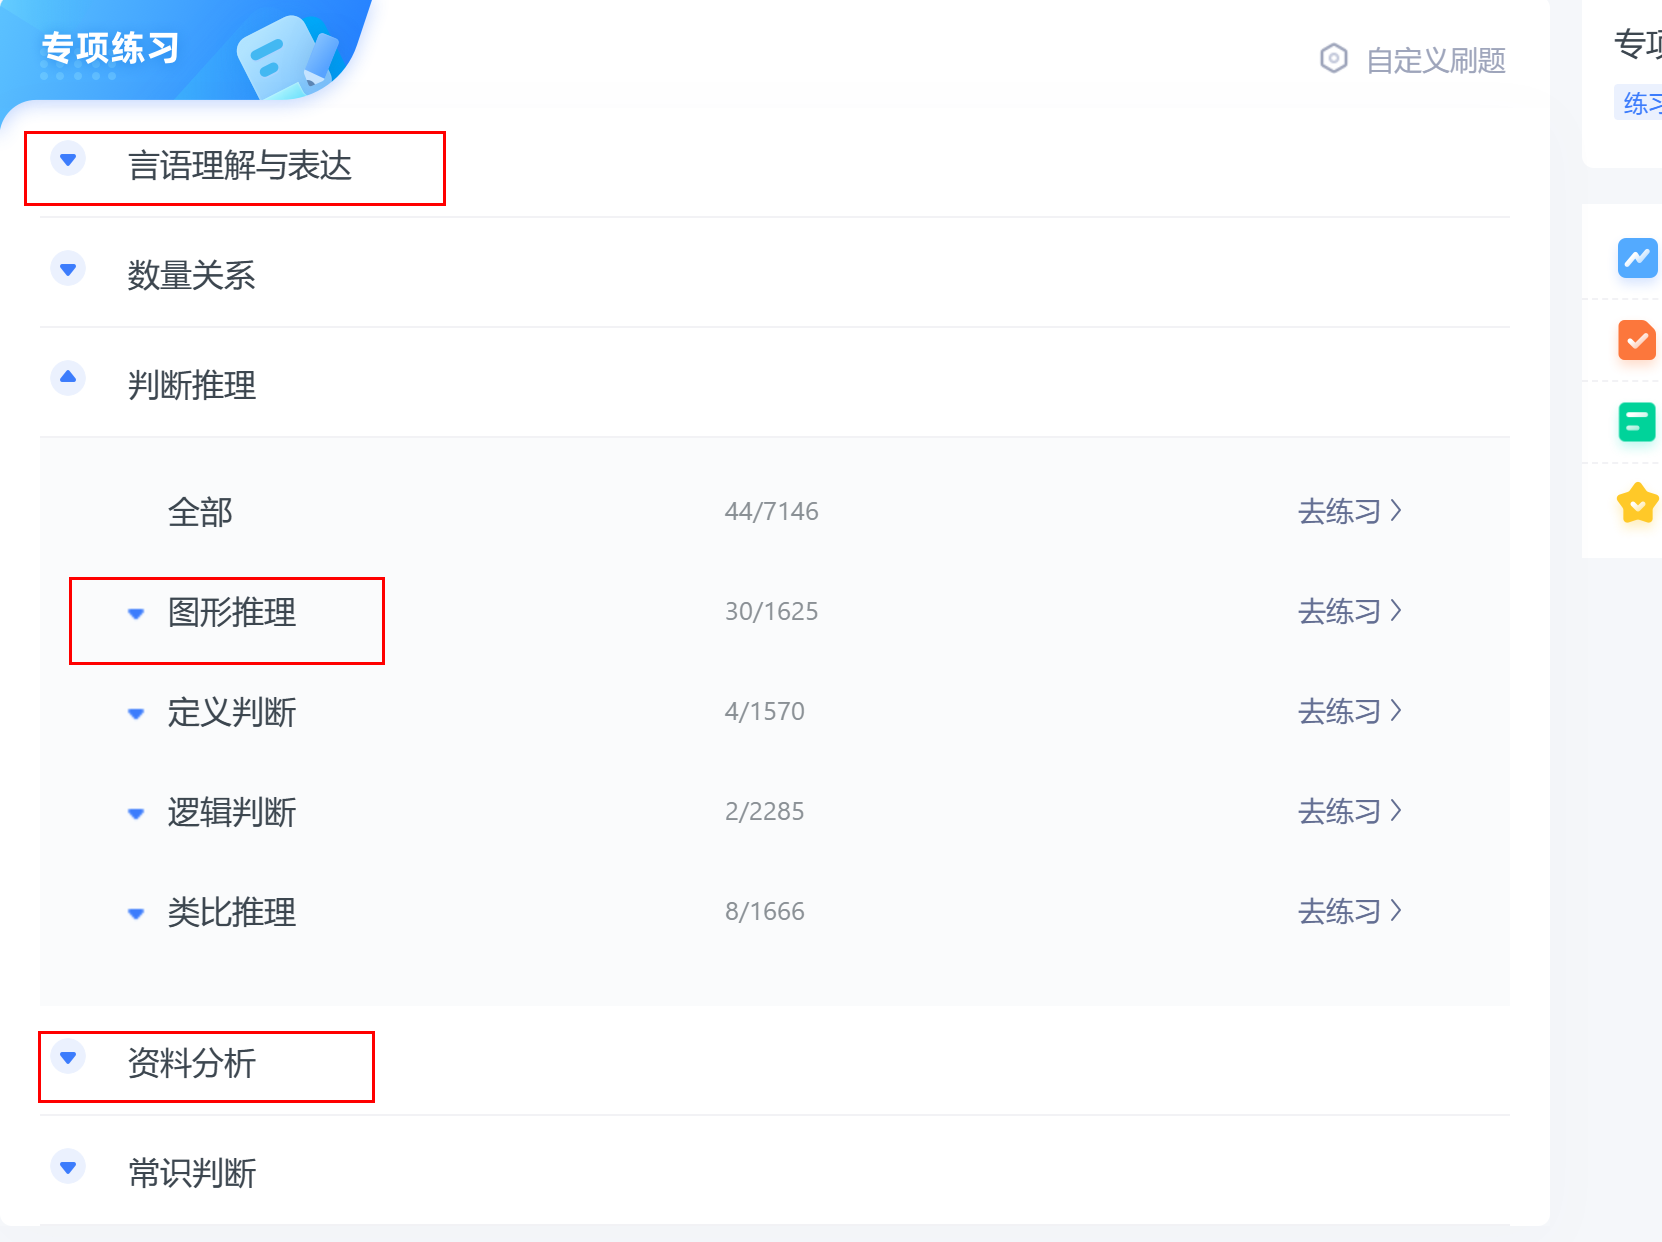 专项练习
自定义刷题
言语理解与表达
数量关系
判断推理
全部 44/7146 去练习
图形推理 30/1625 去练习
定义判断 4/1570 去练习
逻辑判断 2/2285 去练习
类比推理 8/1666 去练习
资料分析
常识判断
专项
练习